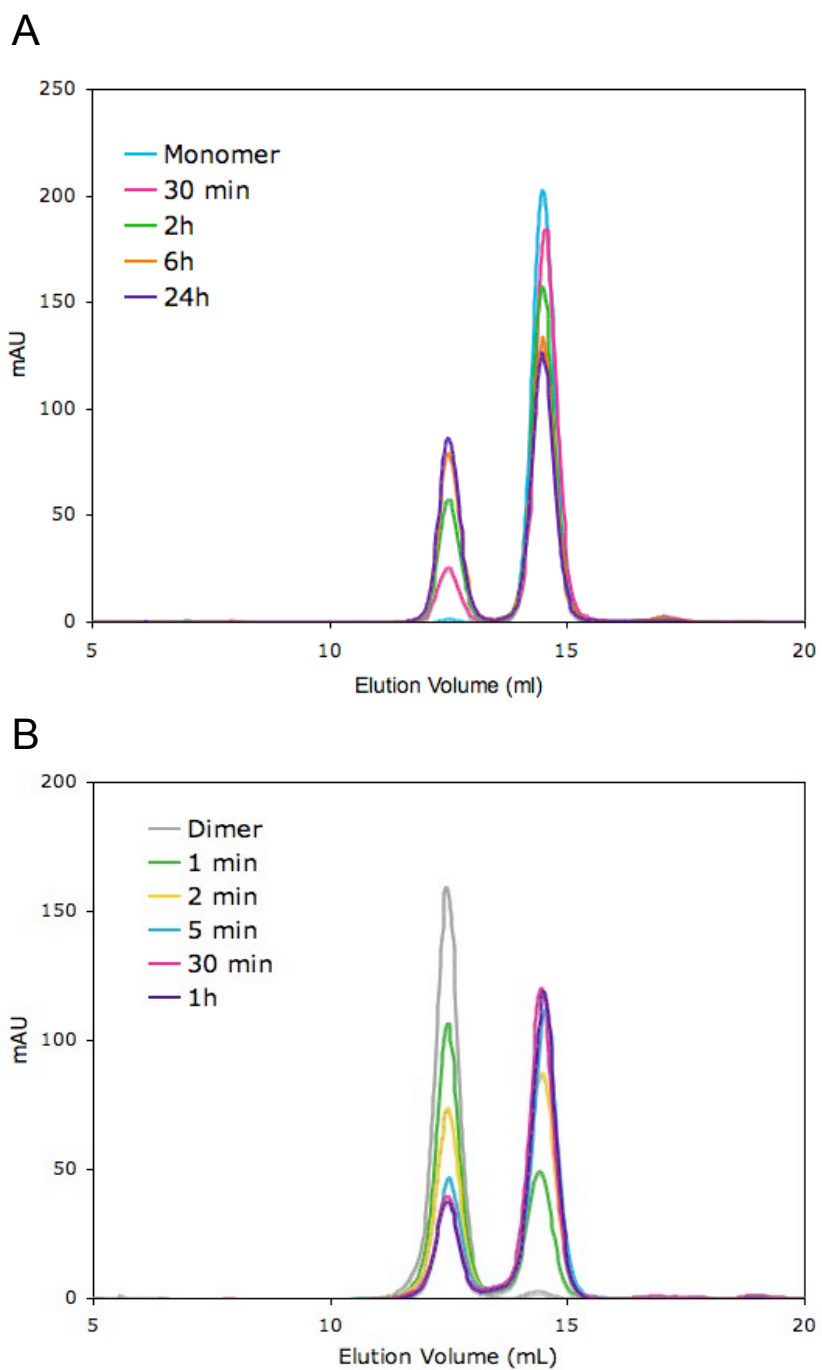 A
250
200
150
100
50
0
mAU
Monomer
30 min
2h
6h
24h
5
10
15
20
Elution Volume (ml)
B
200
150
100
50
0
mAU
Dimer
1 min
2 min
5 min
30 min
1h
5
10
15
20
Elution Volume (mL)